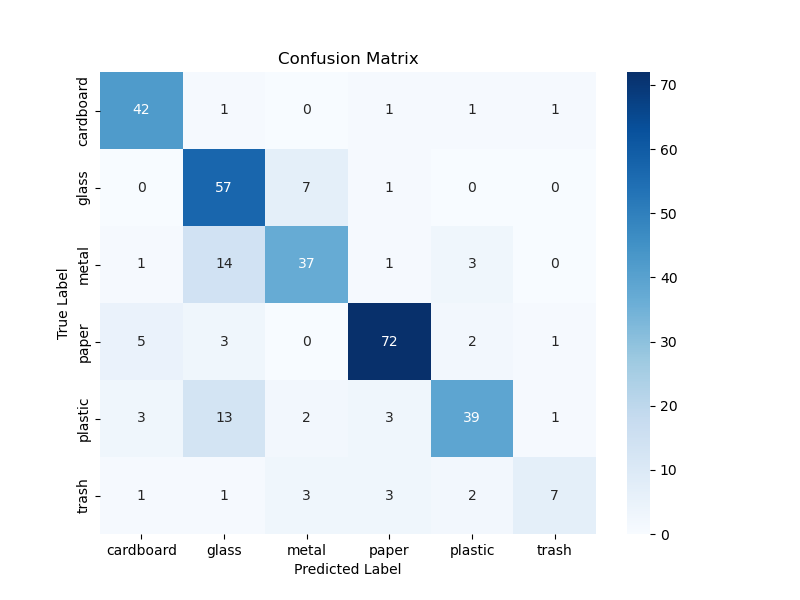 Confusion Matrix
True Label
cardboard 42 1 0 1 1 1
glass 0 57 7 1 0 0
metal 1 14 37 1 3 0
paper 5 3 0 72 2 1
plastic 3 13 2 3 39 1
trash 1 1 3 3 2 7
cardboard glass metal paper plastic trash
Predicted Label
70
60
50
40
30
20
10
0